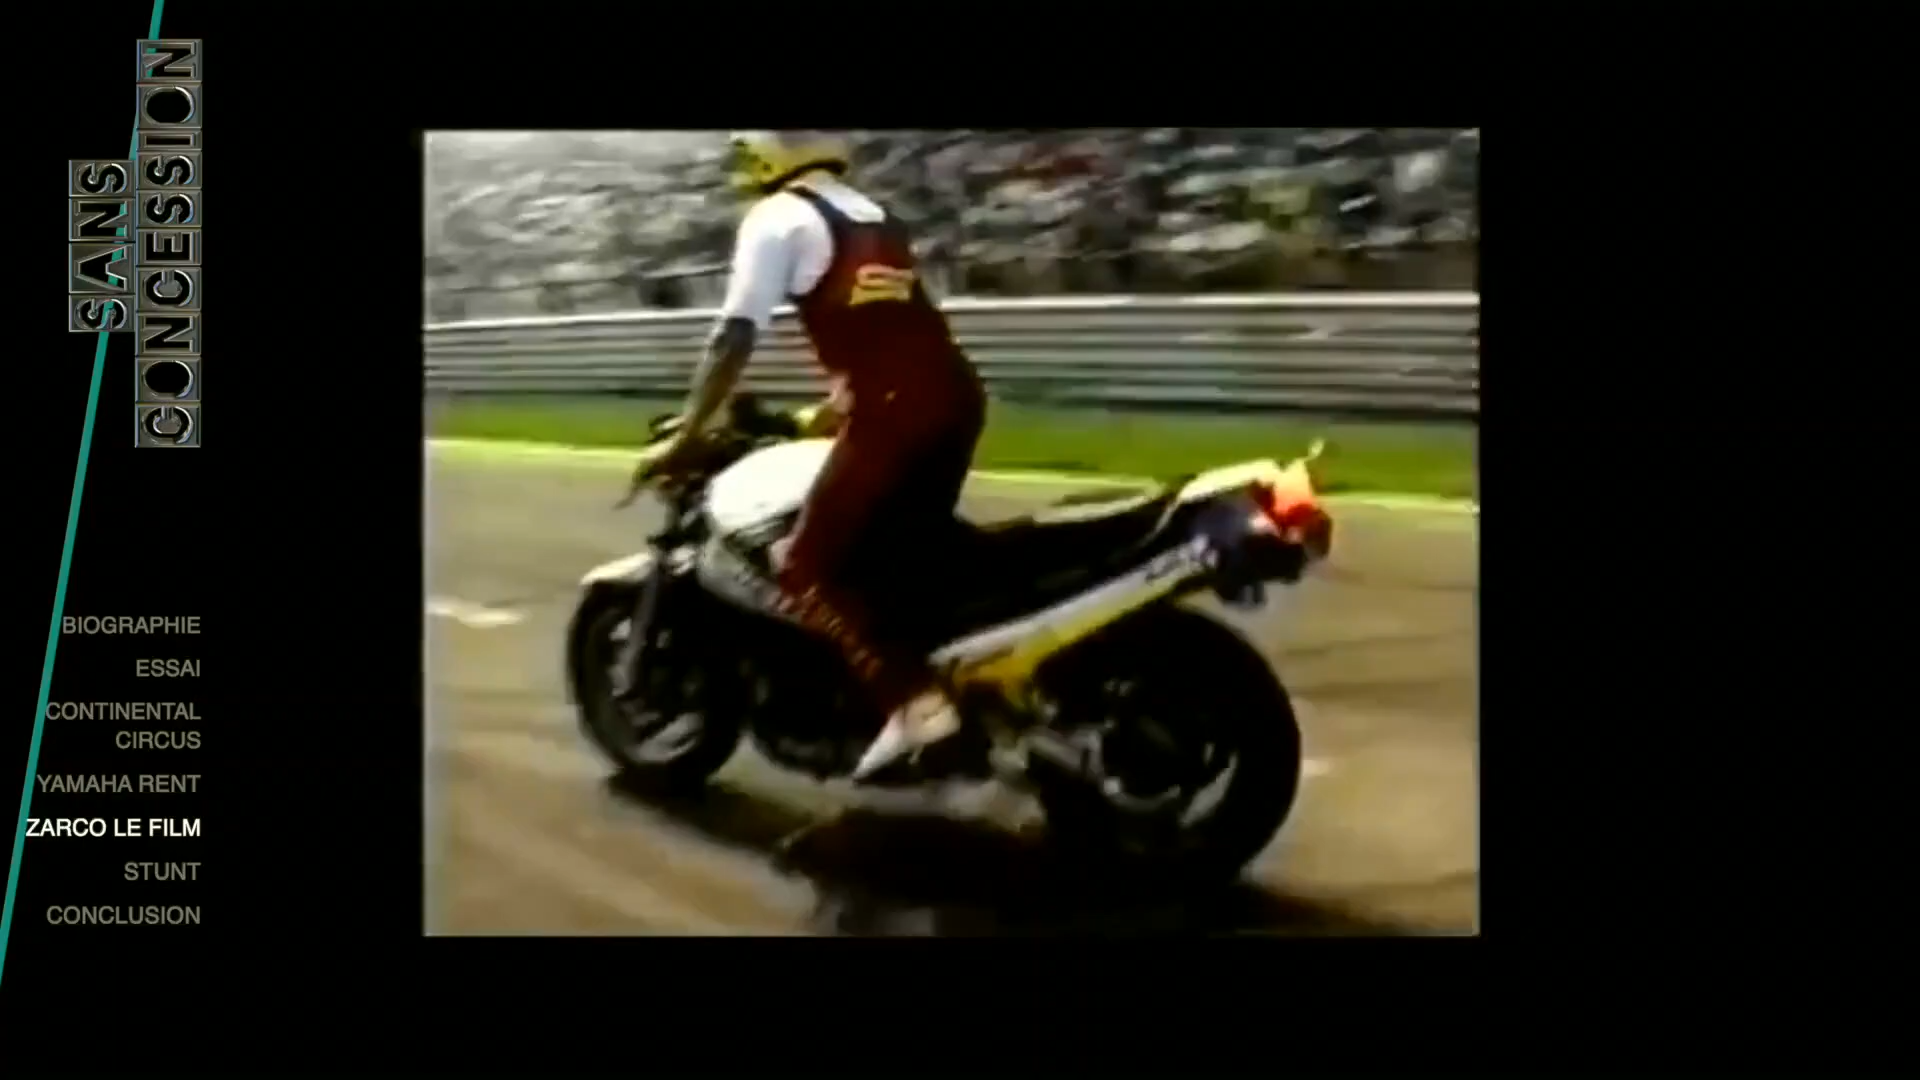 SANS
CONCESSION
BIOGRAPHIE
ESSAI
CONTINENTAL
CIRCUS
YAMAHA RENT
ZARCO LE FILM
STUNT
CONCLUSION